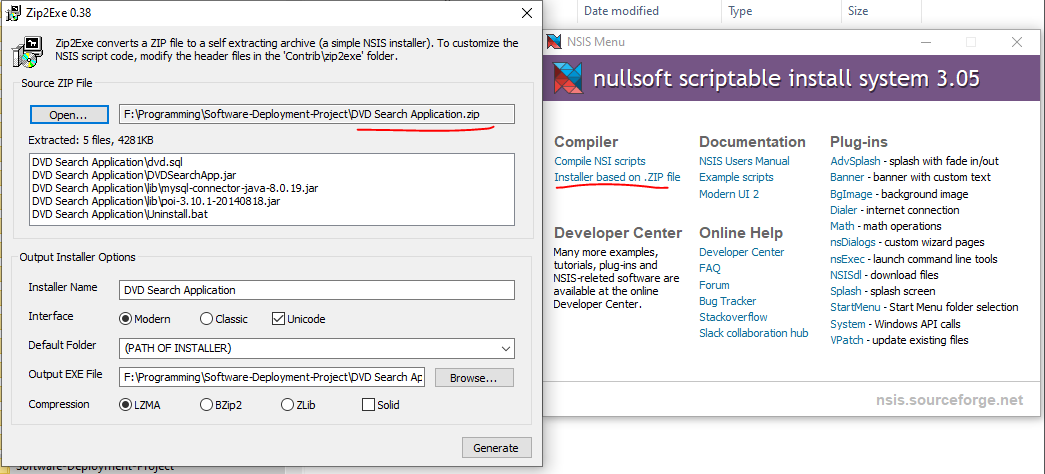 Zip2Exe 0.38
Zip2Exe converts a ZIP file to a self extracting archive (a simple NSIS installer). To customize the
NSIS script code, modify the header files in the 'Contrib\zip2exe' folder.
Source ZIP File
Open...
F:\Programming\Software-Deployment-Project\DVD Search Application.zip
Extracted: 5 files, 4281KB
DVD Search Application\dvd.sql
DVD Search Application\DVDSearchApp.jar
DVD Search Application\lib\mysql-connector-java-8.0.19.jar
DVD Search Application\lib\poi-3.10.1-20140818.jar
DVD Search Application\Uninstall.bat
Output Installer Options
Installer Name
DVD Search Application
Interface
Modern
Classic
Unicode
Default Folder
(PATH OF INSTALLER)
Output EXE File
F:\Programming\Software-Deployment-Project\DVD Search Ap
Browse...
Compression
LZMA
BZip2
ZLib
Solid
Generate
Software-Deployment-Project
Date modified
Type
Size
NSIS Menu
nullsoft scriptable install system 3.05
Compiler
Compile NSI scripts
Installer based on .ZIP file
Developer Center
Many more examples,
tutorials, plug-ins and
NSIS-releted software are
available at the online
Developer Center.
Documentation
NSIS Users Manual
Example scripts
Modern UI 2
Online Help
Developer Center
FAQ
Forum
Bug Tracker
Stackoverflow
Slack collaboration hub
Plug-ins
AdvSplash - splash with fade in/out
Banner - banner with custom text
BgImage - background image
Dialer - internet connection
Math - math operations
nsDialogs - custom wizard pages
nsExec - launch command line tools
NSISdl - download files
Splash - splash screen
StartMenu - Start Menu folder selection
System - Windows API calls
VPatch - update existing files
nsis.sourceforge.net